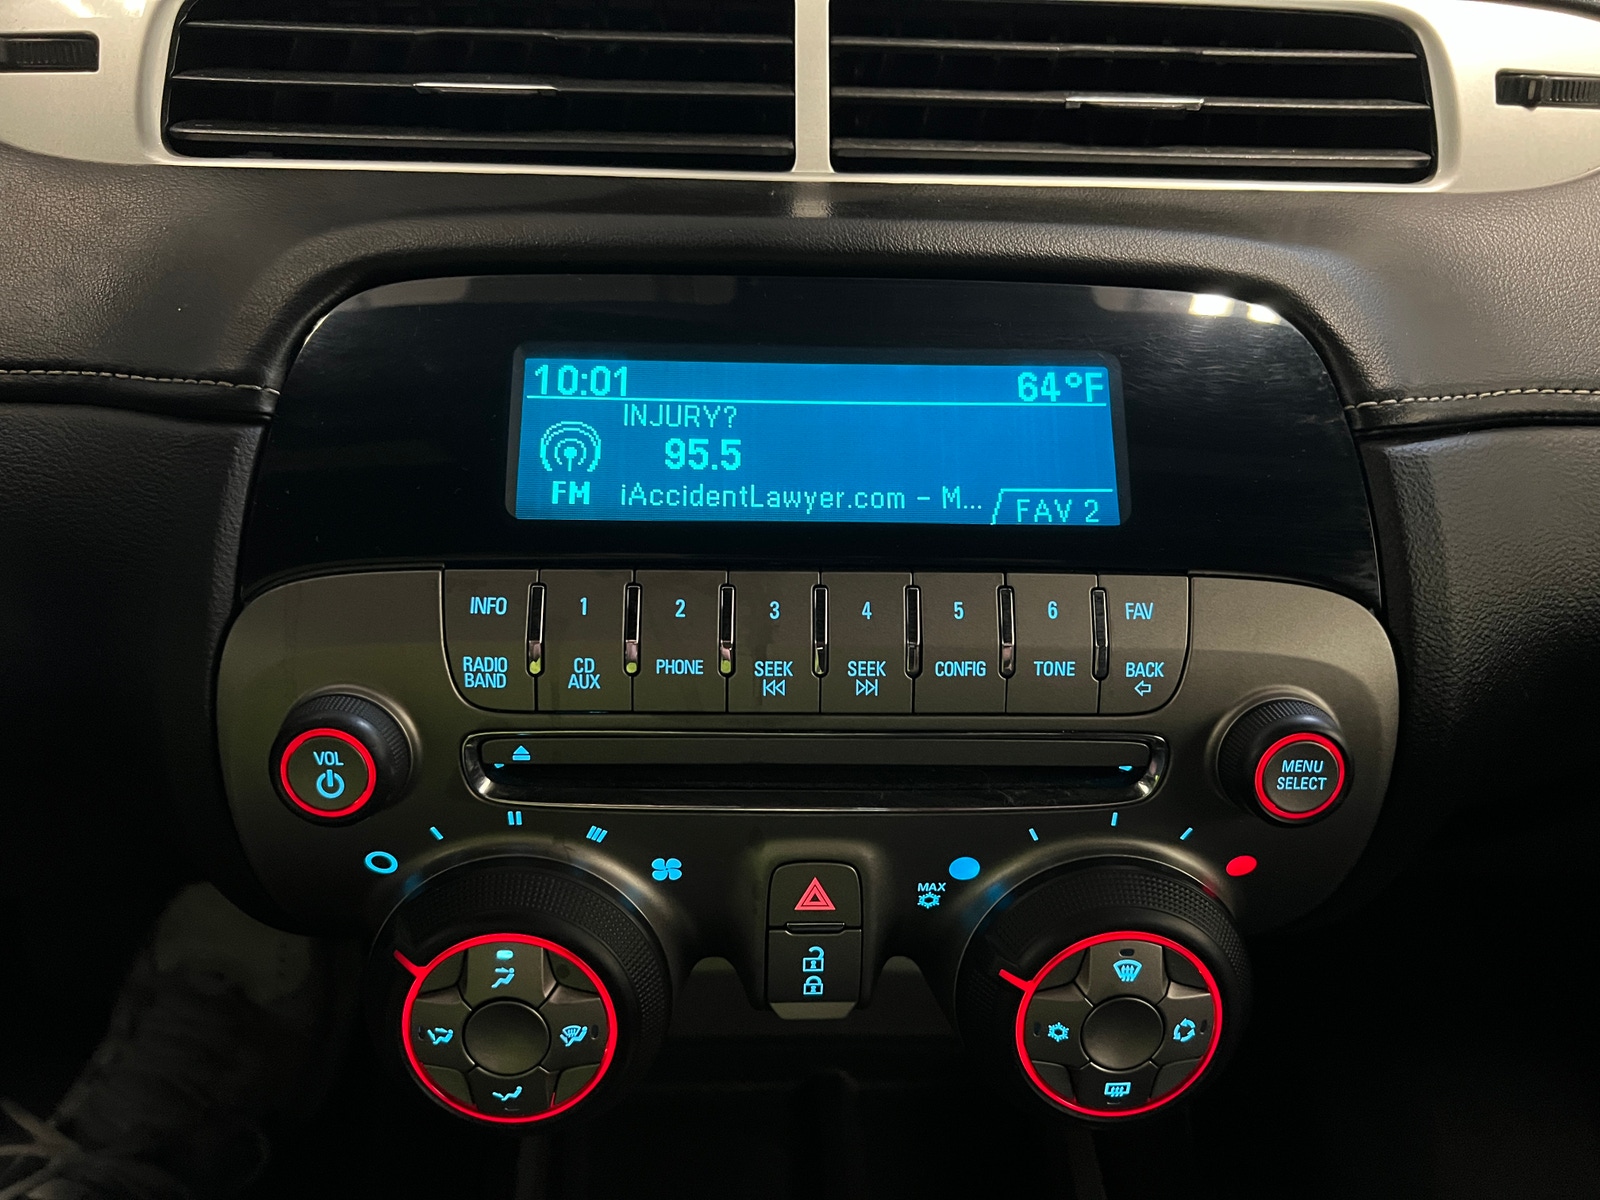 10:01 64°F
INJURY?
95.5
FM iAccidentLawyer.com - M...
FAV 2
INFO 1 2 3 4 5 6 FAV
RADIO BAND CD AUX PHONE SEEK SEEK CONFIG TONE BACK
VOL
MENU SELECT
MAX